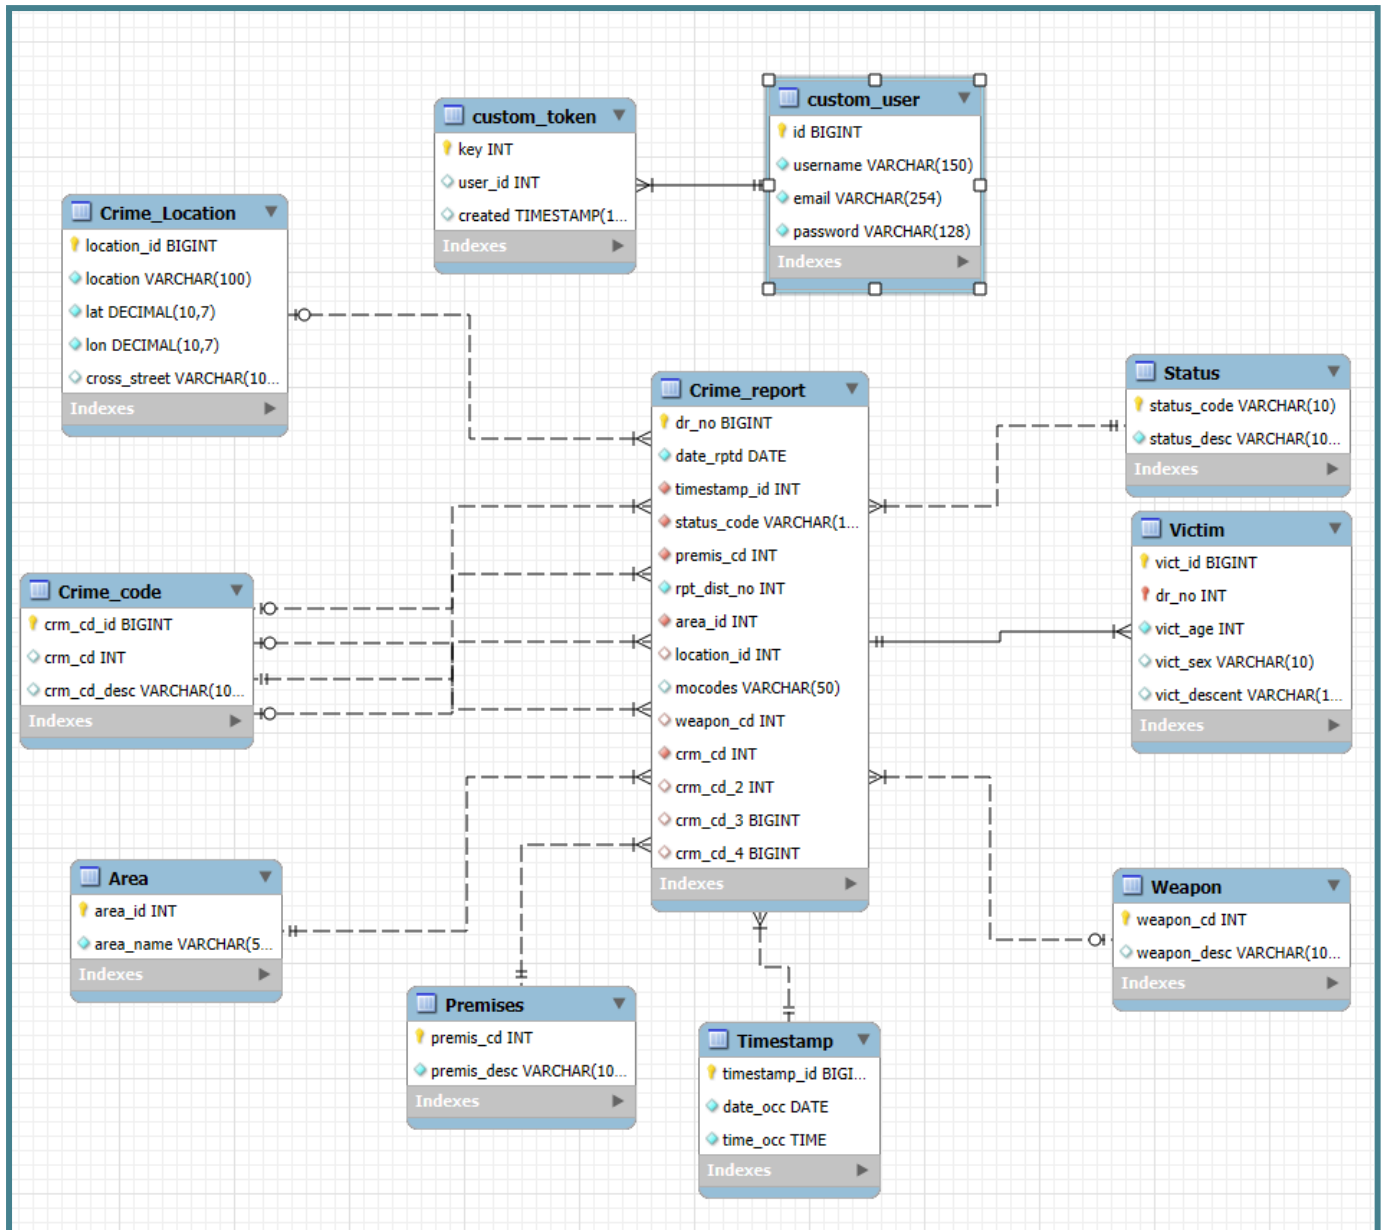 custom_token
key INT
user_id INT
created TIMESTAMP(1...
Indexes
custom_user
id BIGINT
username VARCHAR(150)
email VARCHAR(254)
password VARCHAR(128)
Indexes
Crime_Location
location_id BIGINT
location VARCHAR(100)
lat DECIMAL(10,7)
lon DECIMAL(10,7)
cross_street VARCHAR(10...
Indexes
Crime_report
dr_no BIGINT
date_rptd DATE
timestamp_id INT
status_code VARCHAR(1...
premis_cd INT
rpt_dist_no INT
area_id INT
location_id INT
mocodes VARCHAR(50)
weapon_cd INT
crm_cd INT
crm_cd_2 INT
crm_cd_3 BIGINT
crm_cd_4 BIGINT
Indexes
Status
status_code VARCHAR(10)
status_desc VARCHAR(10...
Indexes
Victim
vict_id BIGINT
dr_no INT
vict_age INT
vict_sex VARCHAR(10)
vict_descent VARCHAR(1...
Indexes
Crime_code
crm_cd_id BIGINT
crm_cd INT
crm_cd_desc VARCHAR(10...
Indexes
Area
area_id INT
area_name VARCHAR(5...
Indexes
Premises
premis_cd INT
premis_desc VARCHAR(10...
Indexes
Timestamp
timestamp_id BIGI...
date_occ DATE
time_occ TIME
Indexes
Weapon
weapon_cd INT
weapon_desc VARCHAR(10...
Indexes